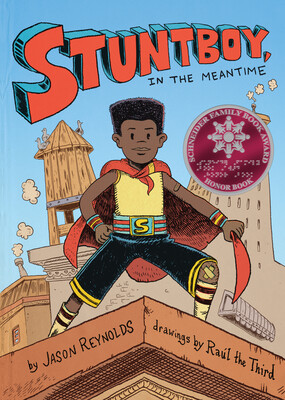 STUNTBOY,
IN THE MEANTIME
SCHNEIDER FAMILY BOOK AWARD
HONOR BOOK
S
by JASON REYNOLDS
drawings by Raúl the Third